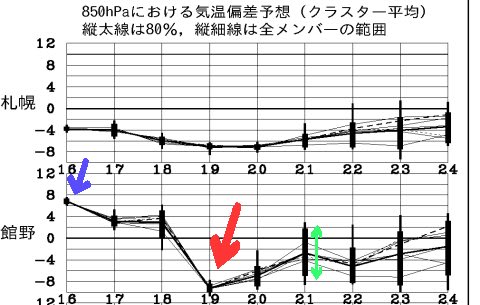 850hPaにおける気温偏差予想（クラスター平均）
縦太線は80%，縦細線は全メンバーの範囲
12
8
4
札幌 0
-4
-8
16 17 18 19 20 21 22 23 24
12
8
4
館野 0
-4
-8
12
16 17 18 19 20 21 22 23 24